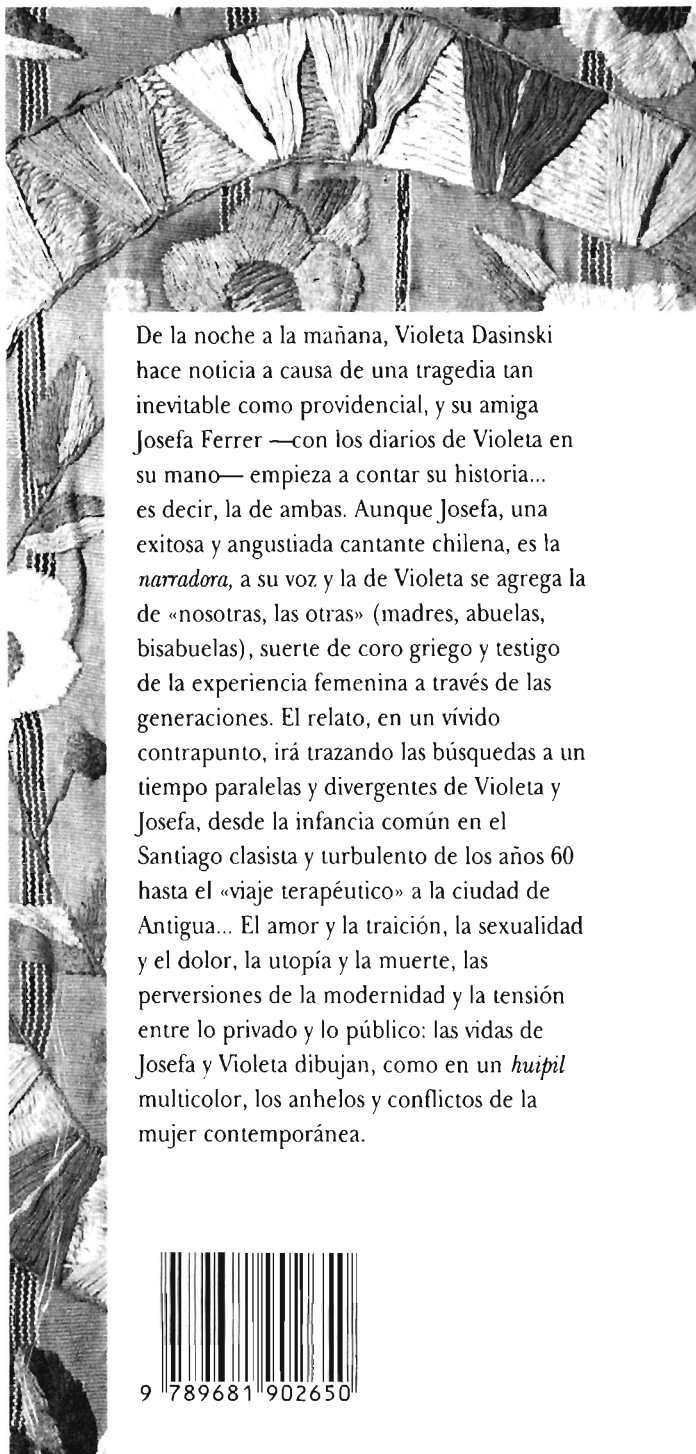 De la noche a la mañana, Violeta Dasinski
hace noticia a causa de una tragedia tan
inevitable como providencial, y su amiga
Josefa Ferrer —con los diarios de Violeta en
su mano— empieza a contar su historia...
es decir, la de ambas. Aunque Josefa, una
exitosa y angustiada cantante chilena, es la
narradora, a su voz y la de Violeta se agrega la
de «nosotras, las otras» (madres, abuelas,
bisabuelas), suerte de coro griego y testigo
de la experiencia femenina a través de las
generaciones. El relato, en un vívido
contrapunto, irá trazando las búsquedas a un
tiempo paralelas y divergentes de Violeta y
Josefa, desde la infancia común en el
Santiago clasista y turbulento de los años 60
hasta el «viaje terapéutico» a la ciudad de
Antigua... El amor y la traición, la sexualidad
y el dolor, la utopía y la muerte, las
perversiones de la modernidad y la tensión
entre lo privado y lo público: las vidas de
Josefa y Violeta dibujan, como en un huipil
multicolor, los anhelos y conflictos de la
mujer contemporánea.
9 789681 902650